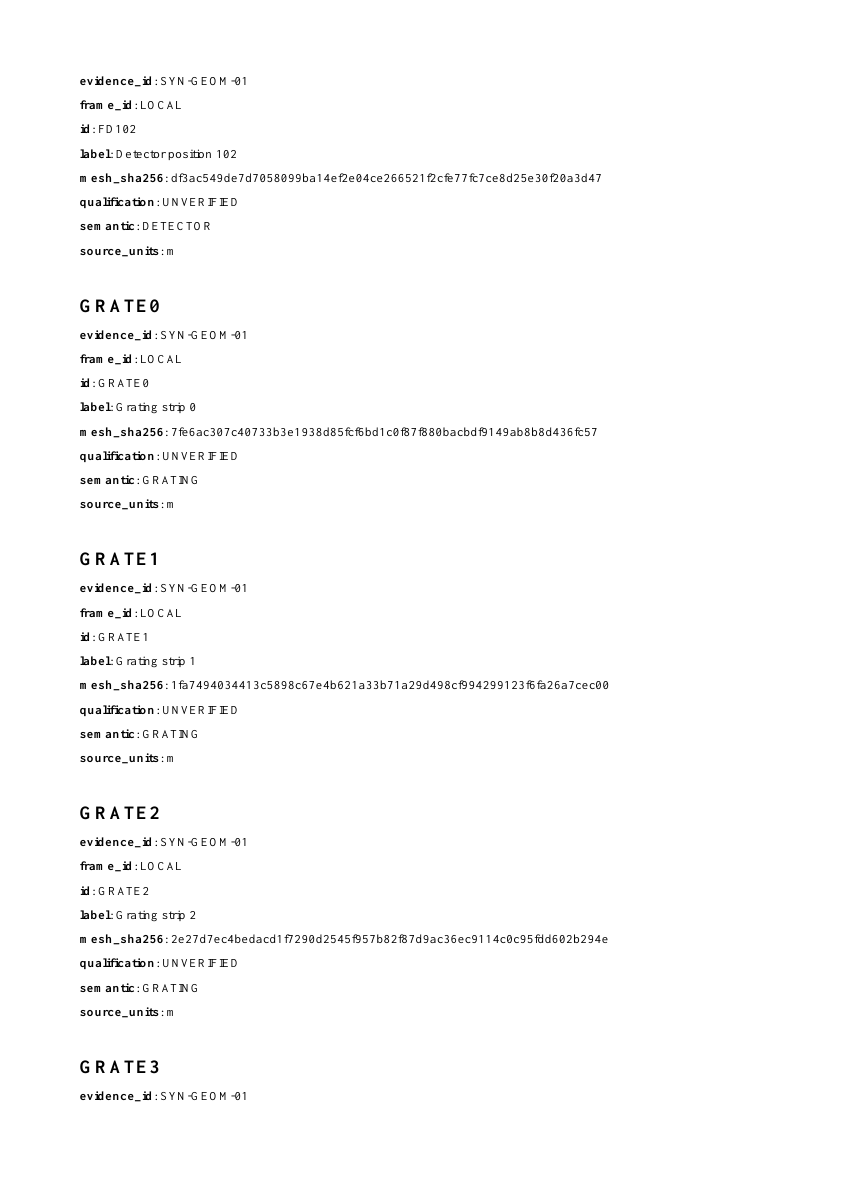 evidence_id: SYN-GEOM-01
frame_id: LOCAL
id: FD102
label: Detector position 102
mesh_sha256: df3ac549de7d7058099ba14ef2e04ce266521f2cfe77fc7ce8d25e30f20a3d47
qualification: UNVERIFIED
semantic: DETECTOR
source_units: m
GRATE0
evidence_id: SYN-GEOM-01
frame_id: LOCAL
id: GRATE0
label: Grating strip 0
mesh_sha256: 7fe6ac307c40733b3e1938d85fcf6bd1c0f87f880bacbdf9149ab8b8d436fc57
qualification: UNVERIFIED
semantic: GRATING
source_units: m
GRATE1
evidence_id: SYN-GEOM-01
frame_id: LOCAL
id: GRATE1
label: Grating strip 1
mesh_sha256: 1fa7494034413c5898c67e4b621a33b71a29d498cf994299123f6fa26a7cec00
qualification: UNVERIFIED
semantic: GRATING
source_units: m
GRATE2
evidence_id: SYN-GEOM-01
frame_id: LOCAL
id: GRATE2
label: Grating strip 2
mesh_sha256: 2e27d7ec4bedacd1f7290d2545f957b82f87d9ac36ec9114c0c95fdd602b294e
qualification: UNVERIFIED
semantic: GRATING
source_units: m
GRATE3
evidence_id: SYN-GEOM-01